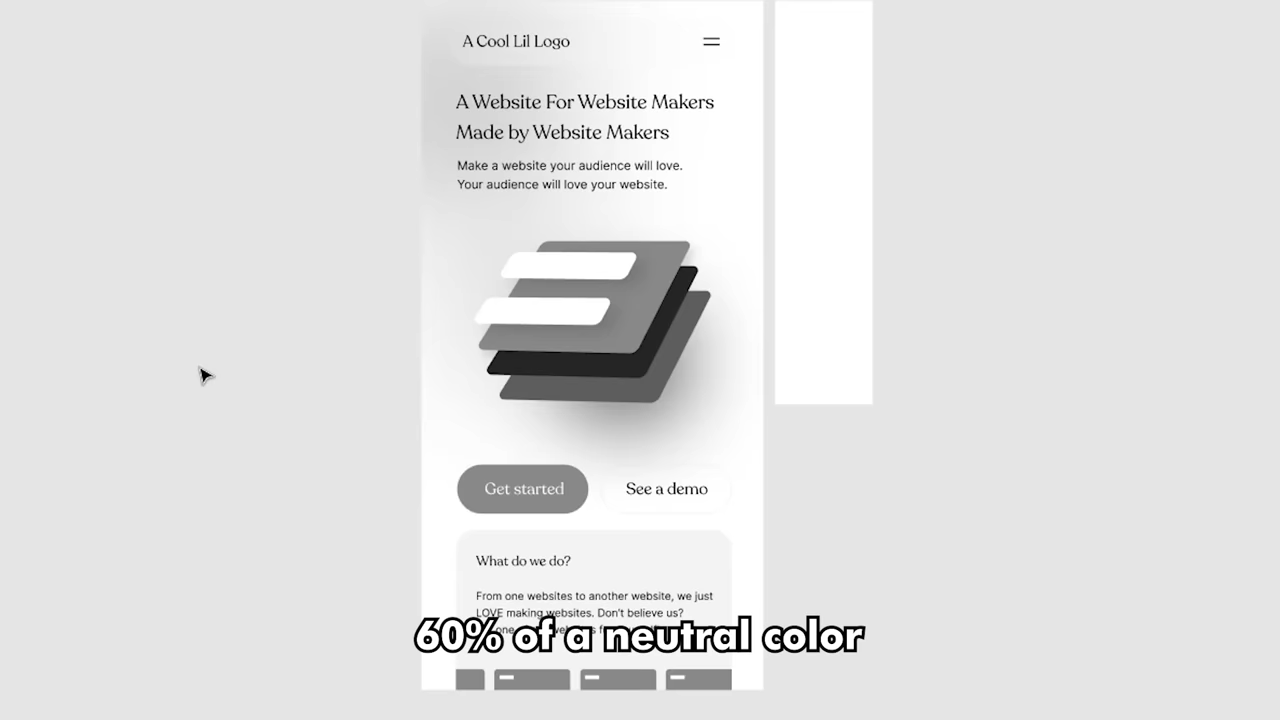 A Cool Lil Logo
A Website For Website Makers
Made by Website Makers
Make a website your audience will love.
Your audience will love your website.
Get started
See a demo
What do we do?
From one websites to another website, we just
LOVE making websites. Don't believe us?
60% of a neutral color